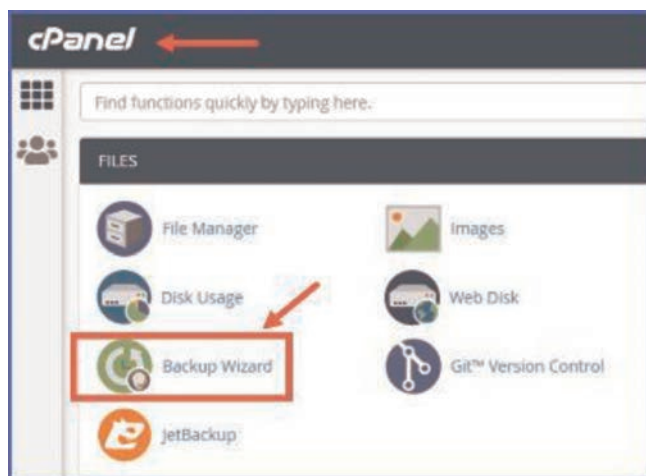 cPanel
Find functions quickly by typing here.
FILES
File Manager
Images
Disk Usage
Web Disk
Backup Wizard
Git™ Version Control
JetBackup